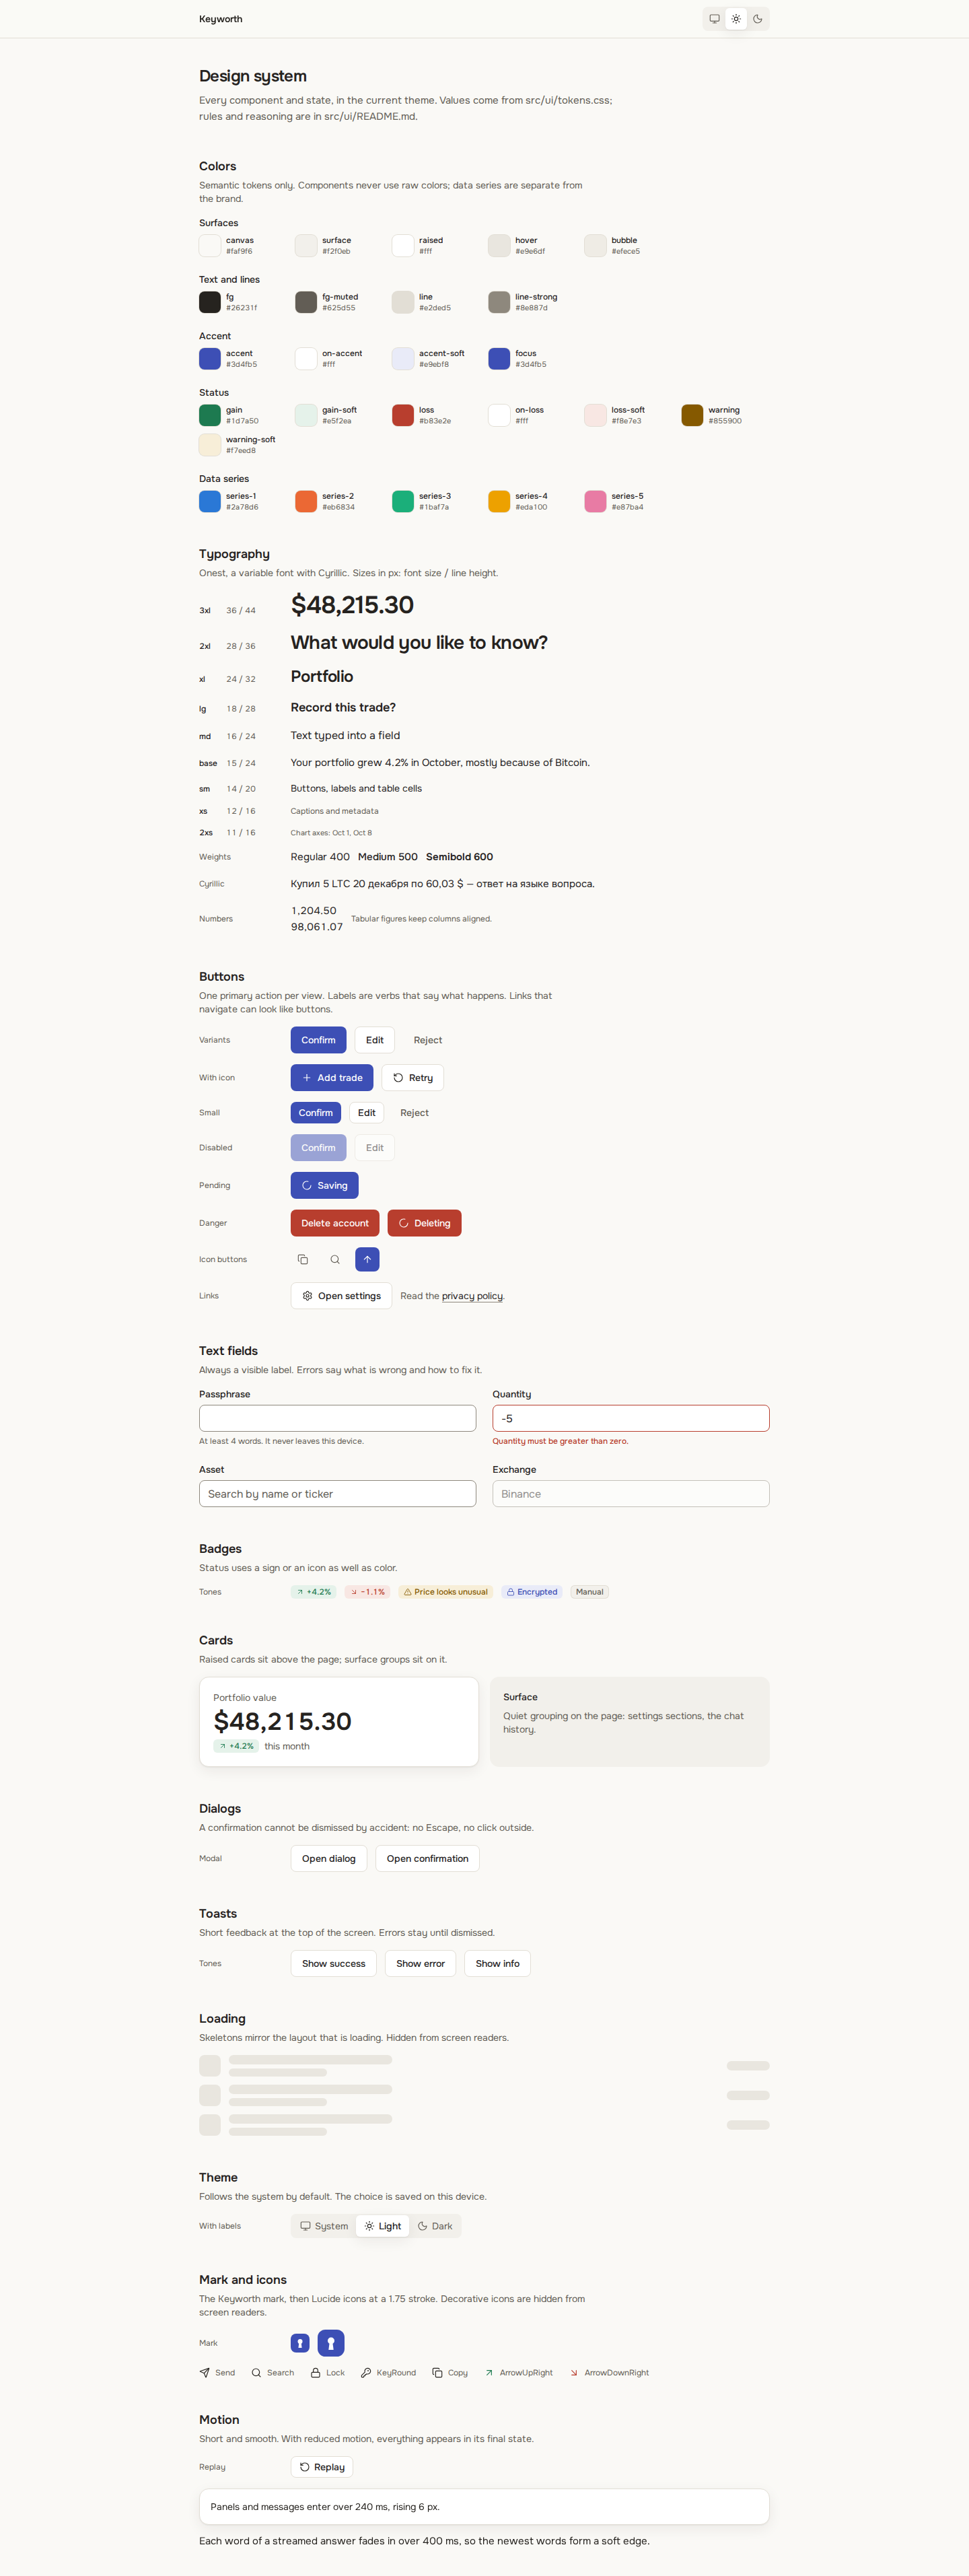 Keyworth
Design system
Every component and state, in the current theme. Values come from src/ui/tokens.css;
rules and reasoning are in src/ui/README.md.
Colors
Semantic tokens only. Components never use raw colors; data series are separate from
the brand.
Surfaces
canvas surface raised hover bubble
#faf9f6 #f2f0eb #fff #e9e6df #efece5
Text and lines
fg fg-muted line line-strong
#26231f #625d55 #e2ded5 #8e887d
Accent
accent on-accent accent-soft focus
#3d4fb5 #fff #e9ebf8 #3d4fb5
Status
gain gain-soft loss on-loss loss-soft warning
#1d7a50 #e5f2ea #b83e2e #fff #f8e7e3 #855900
warning-soft
#f7eed8
Data series
series-1 series-2 series-3 series-4 series-5
#2a78d6 #eb6834 #1baf7a #eda100 #e87ba4
Typography
Onest, a variable font with Cyrillic. Sizes in px: font size / line height.
3xl 36 / 44 $48,215.30
2xl 28 / 36 What would you like to know?
xl 24 / 32 Portfolio
lg 18 / 28 Record this trade?
md 16 / 24 Text typed into a field
base 15 / 24 Your portfolio grew 4.2% in October, mostly because of Bitcoin.
sm 14 / 20 Buttons, labels and table cells
xs 12 / 16 Captions and metadata
2xs 11 / 16 Chart axes: Oct 1, Oct 8
Weights Regular 400 Medium 500 Semibold 600
Cyrillic Купил 5 LTC 20 декабря по 60,03 $ — ответ на языке вопроса.
Numbers 1,204.50
98,061.07 Tabular figures keep columns aligned.
Buttons
One primary action per view. Labels are verbs that say what happens. Links that
navigate can look like buttons.
Variants Confirm Edit Reject
With icon Add trade Retry
Small Confirm Edit Reject
Disabled Confirm Edit
Pending Saving
Danger Delete account Deleting
Icon buttons
Links Open settings Read the privacy policy.
Text fields
Always a visible label. Errors say what is wrong and how to fix it.
Passphrase Quantity
-5
At least 4 words. It never leaves this device. Quantity must be greater than zero.
Asset Exchange
Search by name or ticker Binance
Badges
Status uses a sign or an icon as well as color.
Tones +4.2% −1.1% Price looks unusual Encrypted Manual
Cards
Raised cards sit above the page; surface groups sit on it.
Portfolio value
$48,215.30
+4.2% this month
Surface
Quiet grouping on the page: settings sections, the chat
history.
Dialogs
A confirmation cannot be dismissed by accident: no Escape, no click outside.
Modal Open dialog Open confirmation
Toasts
Short feedback at the top of the screen. Errors stay until dismissed.
Tones Show success Show error Show info
Loading
Skeletons mirror the layout that is loading. Hidden from screen readers.
Theme
Follows the system by default. The choice is saved on this device.
With labels System Light Dark
Mark and icons
The Keyworth mark, then Lucide icons at a 1.75 stroke. Decorative icons are hidden from
screen readers.
Mark
Send Search Lock KeyRound Copy ArrowUpRight ArrowDownRight
Motion
Short and smooth. With reduced motion, everything appears in its final state.
Replay Replay
Panels and messages enter over 240 ms, rising 6 px.
Each word of a streamed answer fades in over 400 ms, so the newest words form a soft edge.